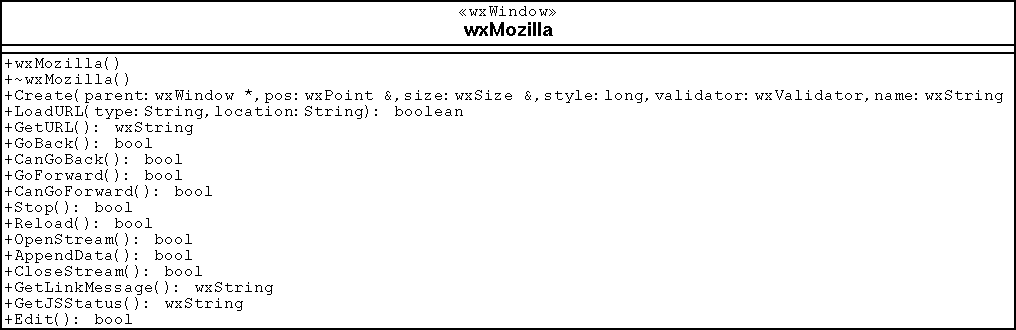 «wxWindow»
wxMozilla
+wxMozilla()
+~wxMozilla()
+Create(parent:wxWindow *,pos:wxPoint &,size:wxSize &,style:long,validator:wxValidator,name:wxString
+LoadURL(type:String,location:String): boolean
+GetURL(): wxString
+GoBack(): bool
+CanGoBack(): bool
+GoForward(): bool
+CanGoForward(): bool
+Stop(): bool
+Reload(): bool
+OpenStream(): bool
+AppendData(): bool
+CloseStream(): bool
+GetLinkMessage(): wxString
+GetJSStatus(): wxString
+Edit(): bool